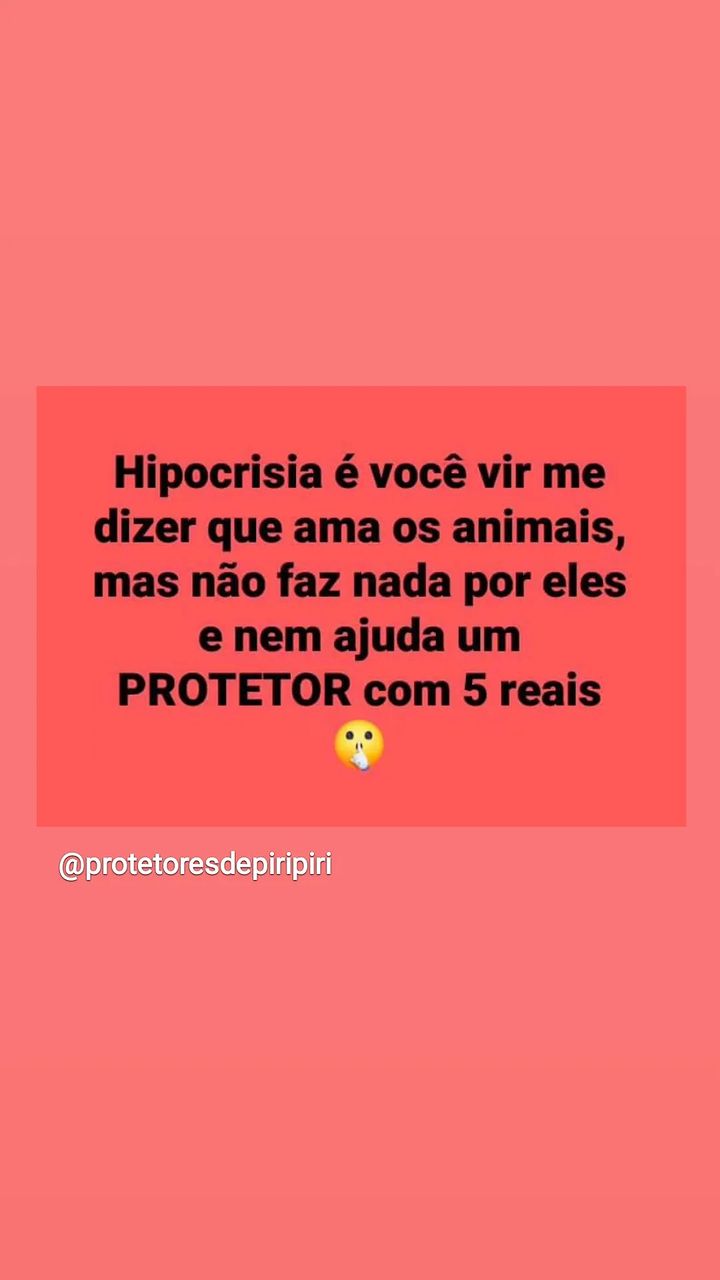 Hipocrisia é você vir me
dizer que ama os animais,
mas não faz nada por eles
e nem ajuda um
PROTETOR com 5 reais
🤫
@protetoresdepiripiri